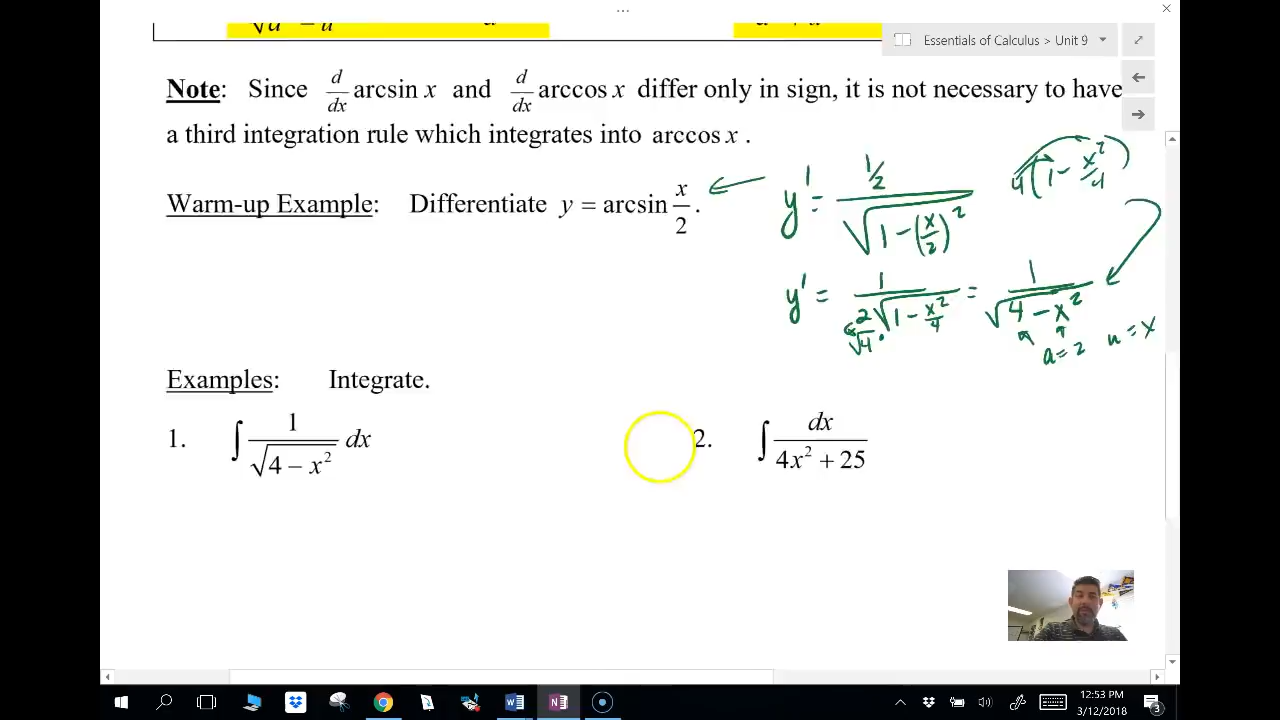 ...
√a² − u²
Essentials of Calculus > Unit 9
Note: Since d/dx arcsin x and d/dx arccos x differ only in sign, it is not necessary to have
a third integration rule which integrates into arccos x .
4(1 − x²/4)
Warm-up Example: Differentiate y = arcsin x/2 .
y' = 1/2 / √1 − (x/2)²
y' = 1 / 2√1 − x²/4 = 1 / √4 − x²
√4 ·
a = 2 u = x
Examples: Integrate.
1. ∫ 1/√4 − x² dx
2. ∫ dx / 4x² + 25
12:53 PM
3/12/2018
3